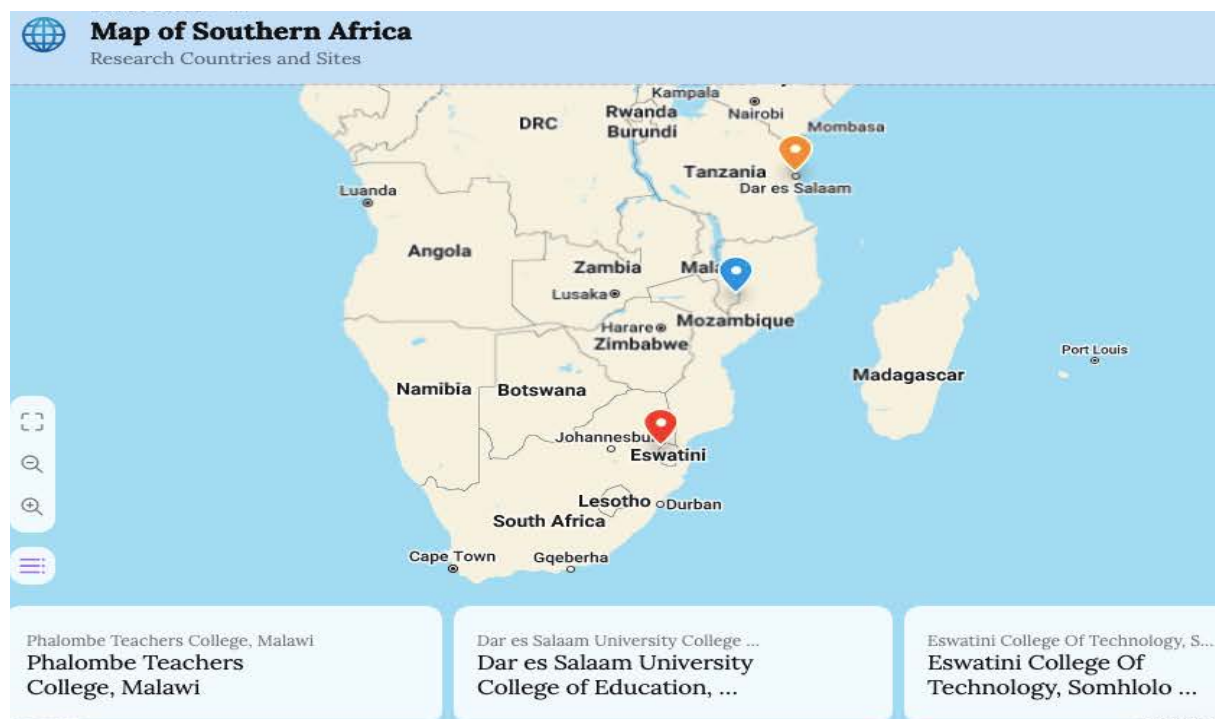 Map of Southern Africa
Research Countries and Sites
Kampala
Rwanda
Nairobi
DRC
Burundi
Mombasa
Tanzania
Dar es Salaam
Luanda
Angola
Zambia
Mala
Lusaka
Harare
Mozambique
Zimbabwe
Port Louis
Madagascar
Namibia
Botswana
Johannesbu
Eswatini
Lesotho
Durban
South Africa
Cape Town
Gqeberha
Phalombe Teachers College, Malawi
Phalombe Teachers
College, Malawi
Dar es Salaam University College ...
Dar es Salaam University
College of Education, ...
Eswatini College Of Technology, S...
Eswatini College Of
Technology, Somhlolo ...